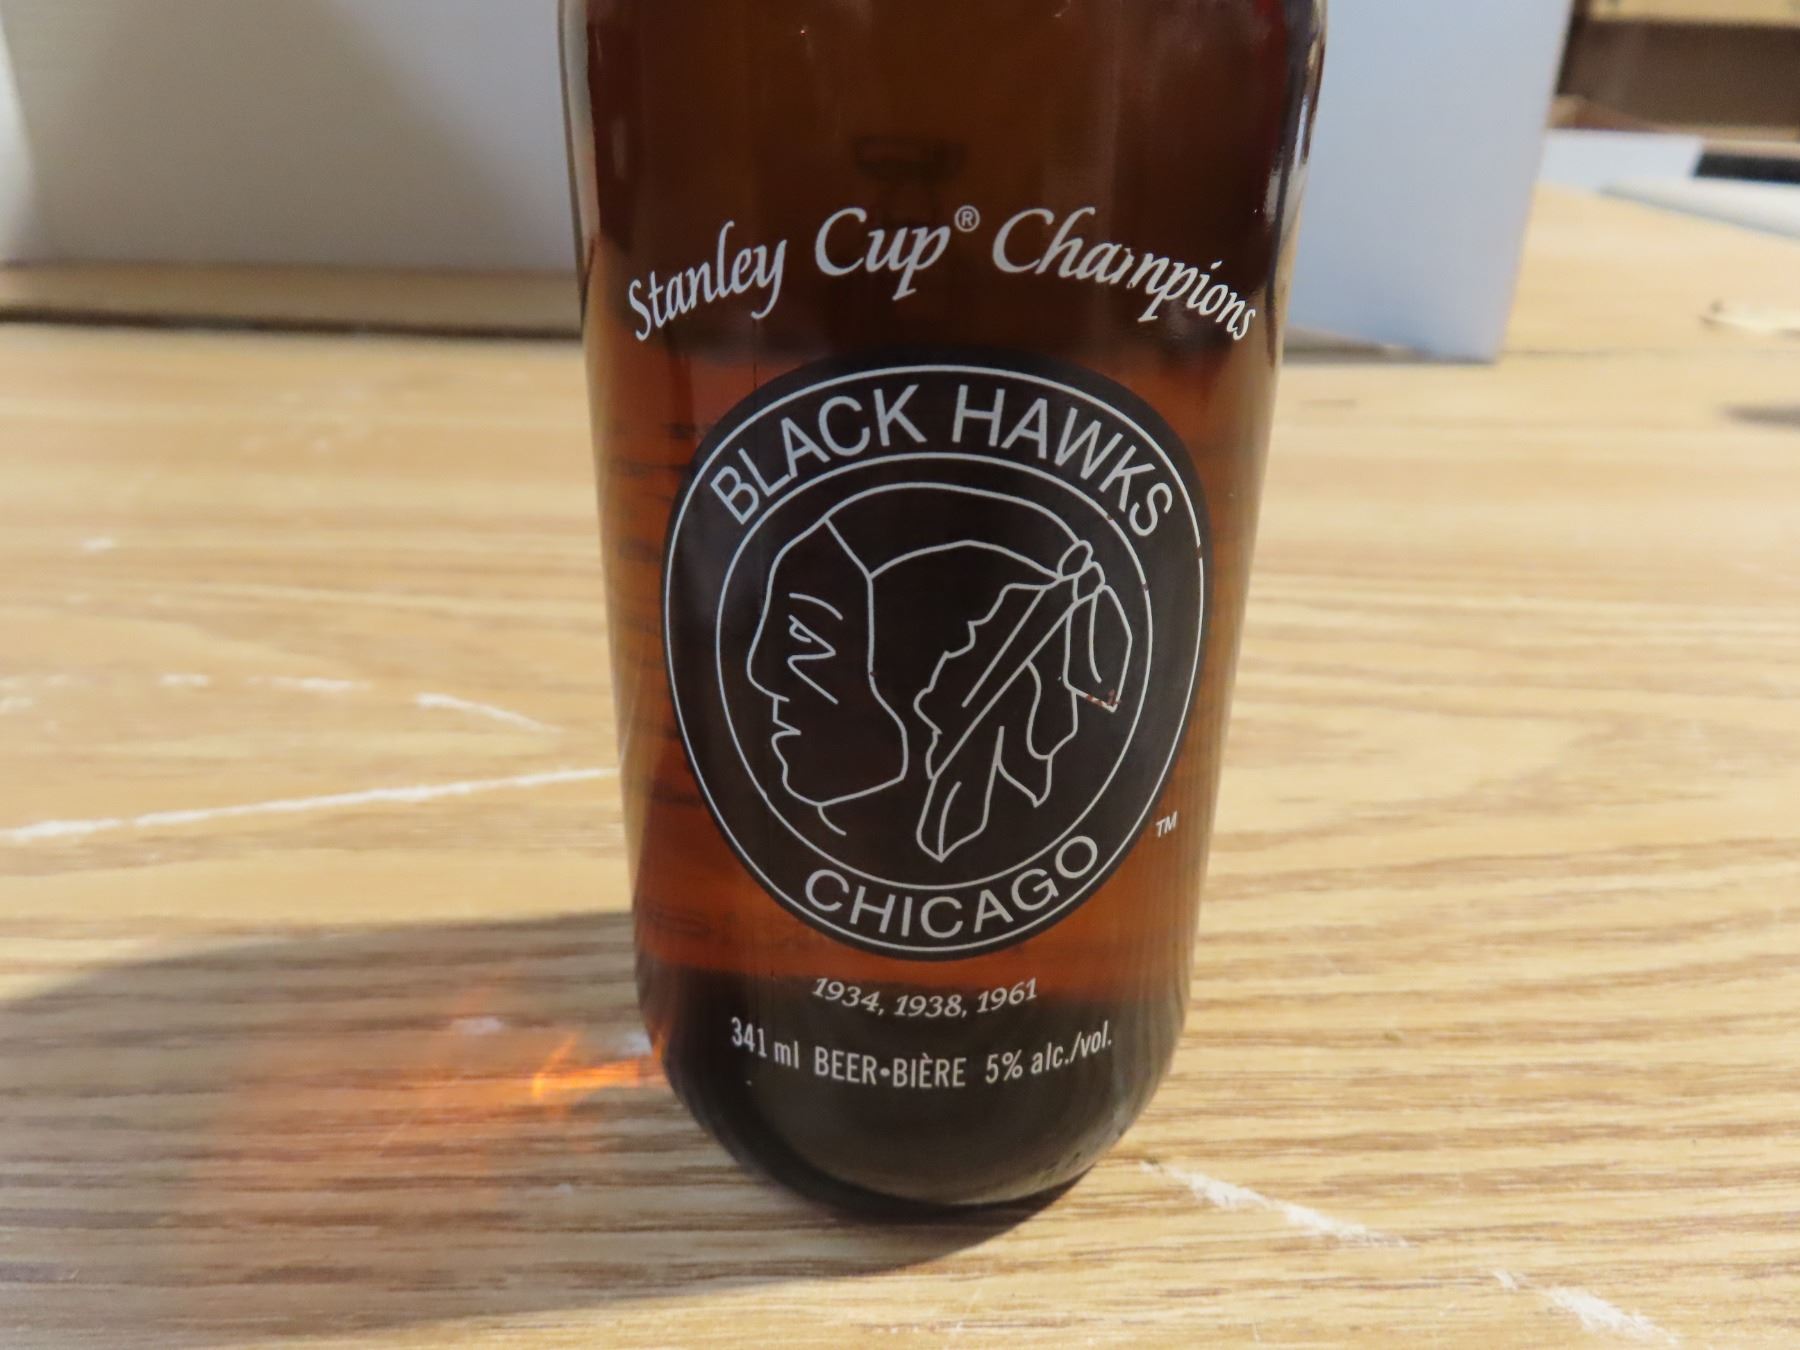 Stanley Cup® Champions
BLACK HAWKS
CHICAGO
TM
1934, 1938, 1961
341 ml BEER•BIÈRE 5% alc./vol.